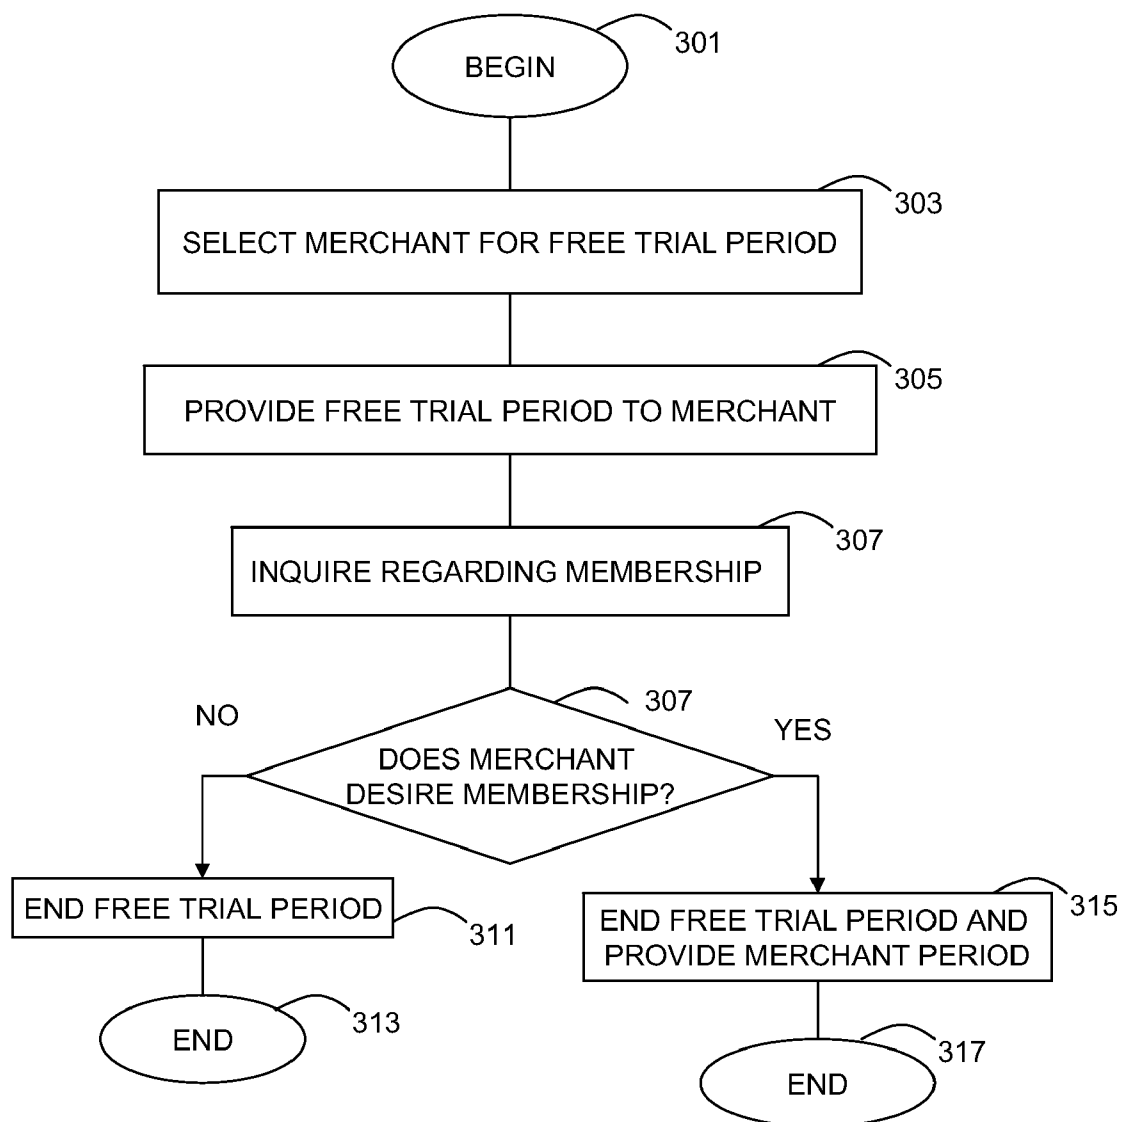 BEGIN
301
303
SELECT MERCHANT FOR FREE TRIAL PERIOD
305
PROVIDE FREE TRIAL PERIOD TO MERCHANT
307
INQUIRE REGARDING MEMBERSHIP
307
NO
YES
DOES MERCHANT
DESIRE MEMBERSHIP?
END FREE TRIAL PERIOD
311
315
END FREE TRIAL PERIOD AND
PROVIDE MERCHANT PERIOD
END
313
317
END